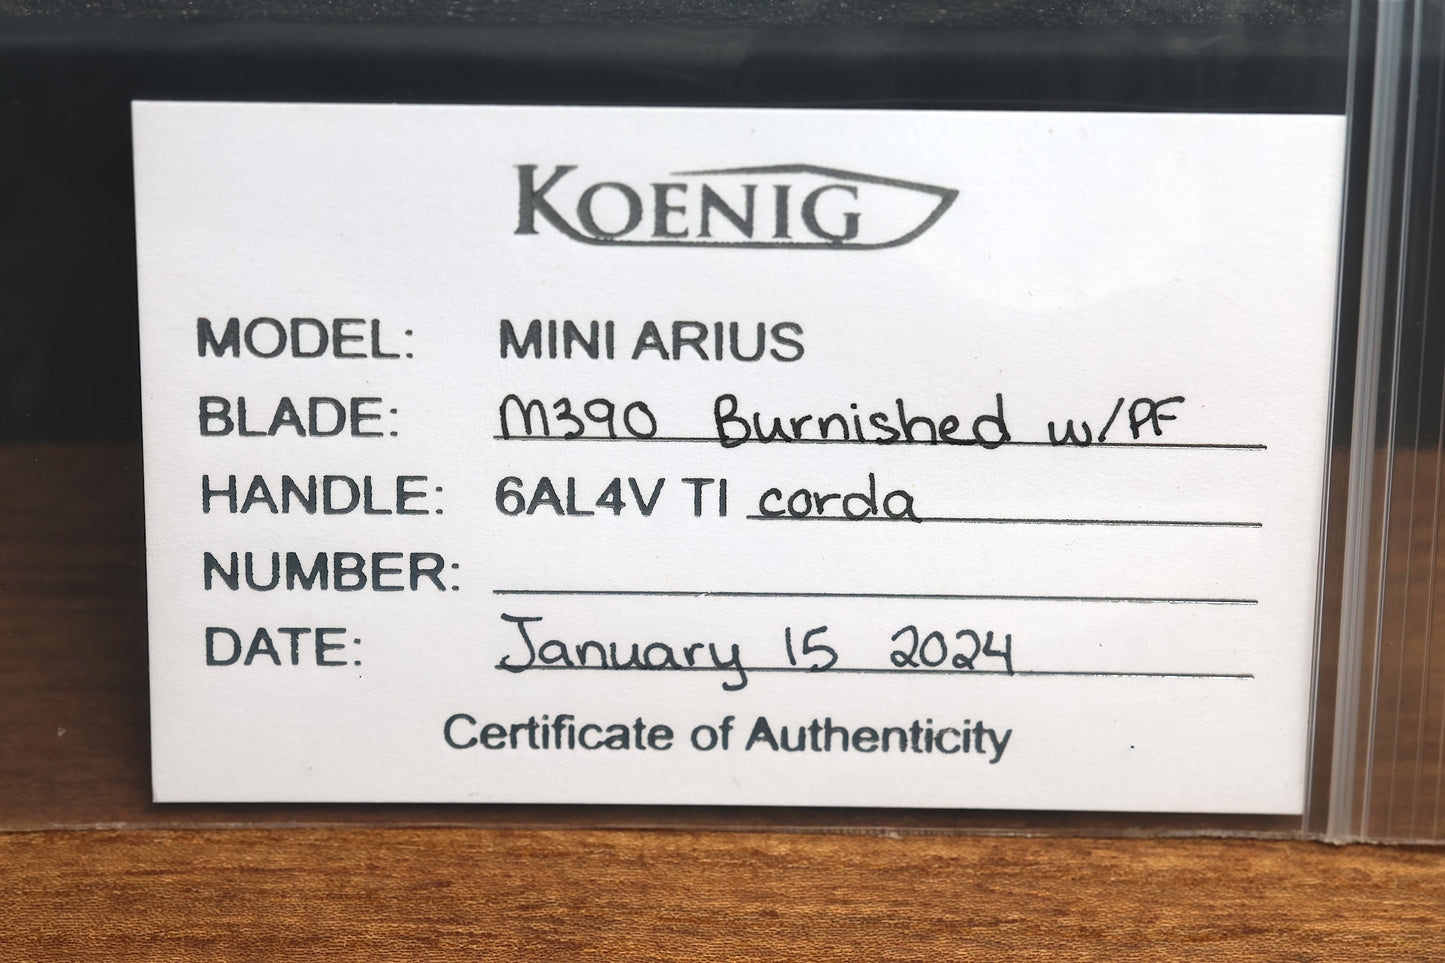 KOENIG
MODEL: MINI ARIUS
BLADE: M390 Burnished w/PF
HANDLE: 6AL4V TI corda
NUMBER:
DATE: January 15 2024
Certificate of Authenticity